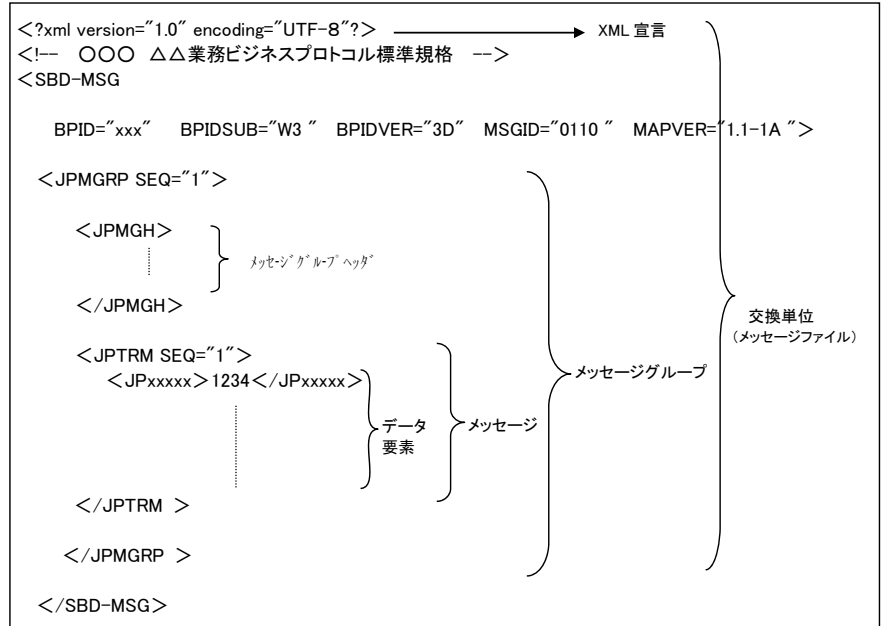 <?xml version="1.0" encoding="UTF-8"?> XML 宣言
<!-- ○○○ △△業務ビジネスプロトコル標準規格 -->
<SBD-MSG
BPID="xxx" BPIDSUB="W3 " BPIDVER="3D" MSGID="0110 " MAPVER="1.1-1A ">
<JPMGRP SEQ="1">
<JPMGH>
メッセージグループヘッダ
</JPMGH>
交換単位
(メッセージファイル)
<JPTRM SEQ="1">
<JPxxxxx>1234</JPxxxxx>
メッセージグループ
データ
要素
メッセージ
</JPTRM >
</JPMGRP >
</SBD-MSG>